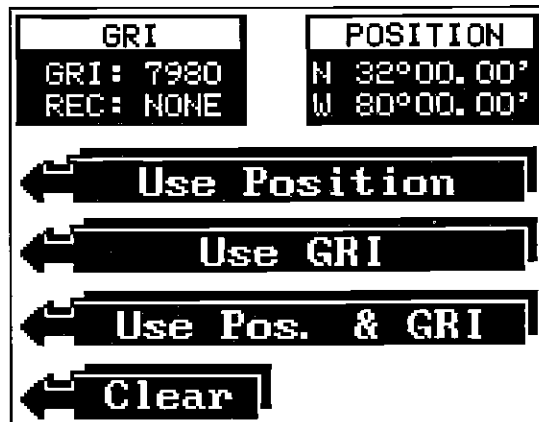 GRI
GRI: 7980
REC: NONE
POSITION
N 32°00.00'
W 80°00.00'
Use Position
Use GRI
Use Pos. & GRI
Clear